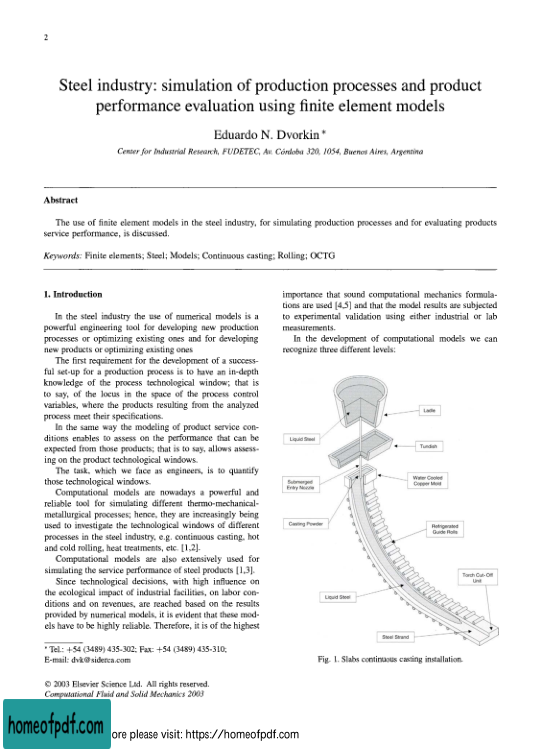 2
Steel industry: simulation of production processes and product
performance evaluation using finite element models
Eduardo N. Dvorkin *
Center for Industrial Research, FUDETEC, Av. Córdoba 320, 1054, Buenos Aires, Argentina
Abstract
The use of finite element models in the steel industry, for simulating production processes and for evaluating products
service performance, is discussed.
Keywords: Finite elements; Steel; Models; Continuous casting; Rolling; OCTG
1. Introduction
In the steel industry the use of numerical models is a
powerful engineering tool for developing new production
processes or optimizing existing ones and for developing
new products or optimizing existing ones
The first requirement for the development of a success-
ful set-up for a production process is to have an in-depth
knowledge of the process technological window; that is
to say, of the locus in the space of the process control
variables, where the products resulting from the analyzed
process meet their specifications.
In the same way the modeling of product service con-
ditions enables to assess on the performance that can be
expected from those products; that is to say, allows assess-
ing on the product technological windows.
The task, which we face as engineers, is to quantify
those technological windows.
Computational models are nowadays a powerful and
reliable tool for simulating different thermo-mechanical-
metallurgical processes; hence, they are increasingly being
used to investigate the technological windows of different
processes in the steel industry, e.g. continuous casting, hot
and cold rolling, heat treatments, etc. [1,2].
Computational models are also extensively used for
simulating the service performance of steel products [1,3].
Since technological decisions, with high influence on
the ecological impact of industrial facilities, on labor con-
ditions and on revenues, are reached based on the results
provided by numerical models, it is evident that these mod-
els have to be highly reliable. Therefore, it is of the highest
* Tel.: +54 (3489) 435-302; Fax: +54 (3489) 435-310;
E-mail: dvk@siderca.com
© 2003 Elsevier Science Ltd. All rights reserved.
Computational Fluid and Solid Mechanics 2003
importance that sound computational mechanics formula-
tions are used [4,5] and that the model results are subjected
to experimental validation using either industrial or lab
measurements.
In the development of computational models we can
recognize three different levels:
Ladle
Liquid Steel
Tundish
Submerged
Entry Nozzle
Water Cooled
Copper Mold
Casting Powder
Refrigerated
Guide Rolls
Torch Cut-Off
Unit
Liquid Steel
Steel Strand
Fig. 1. Slabs continuous casting installation.
homeofpdf.com
ore please visit: https://homeofpdf.com